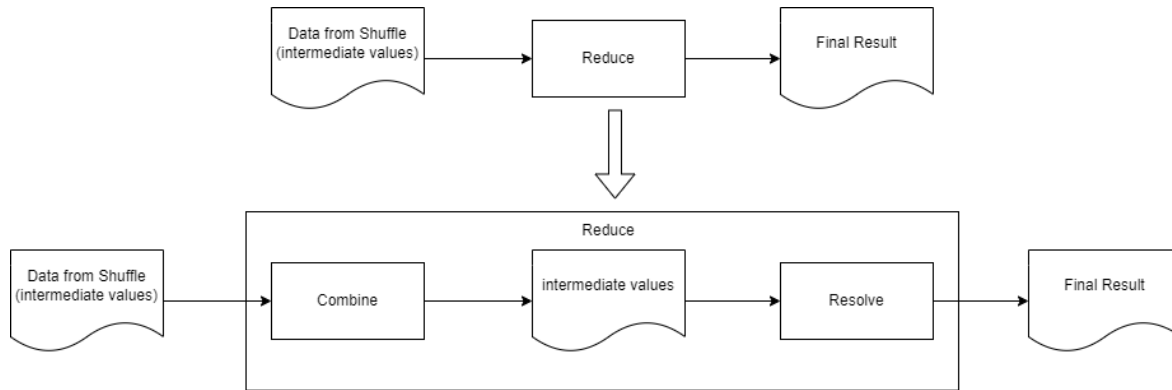 Data from Shuffle
(intermediate values)
Reduce
Final Result
Reduce
Data from Shuffle
(intermediate values)
Combine
intermediate values
Resolve
Final Result